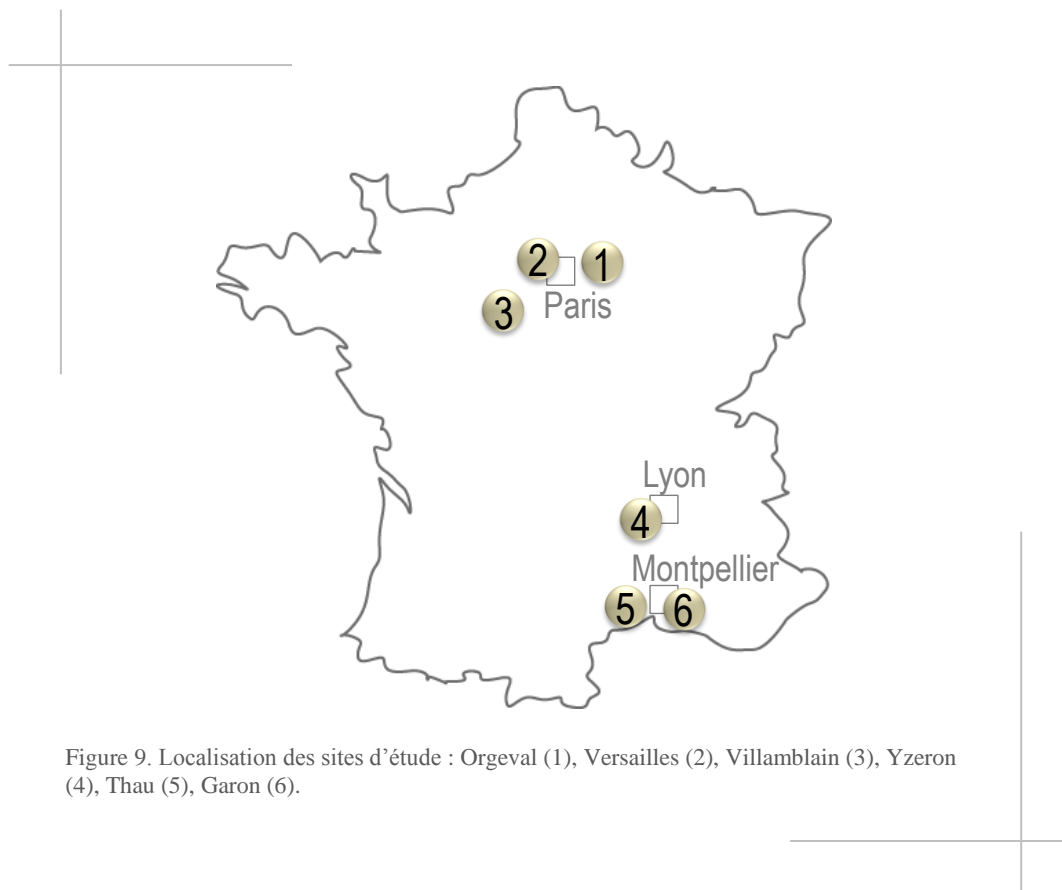 2
1
Paris
3
Lyon
4
Montpellier
5
6
Figure 9. Localisation des sites d’étude : Orgeval (1), Versailles (2), Villamblain (3), Yzeron
(4), Thau (5), Garon (6).